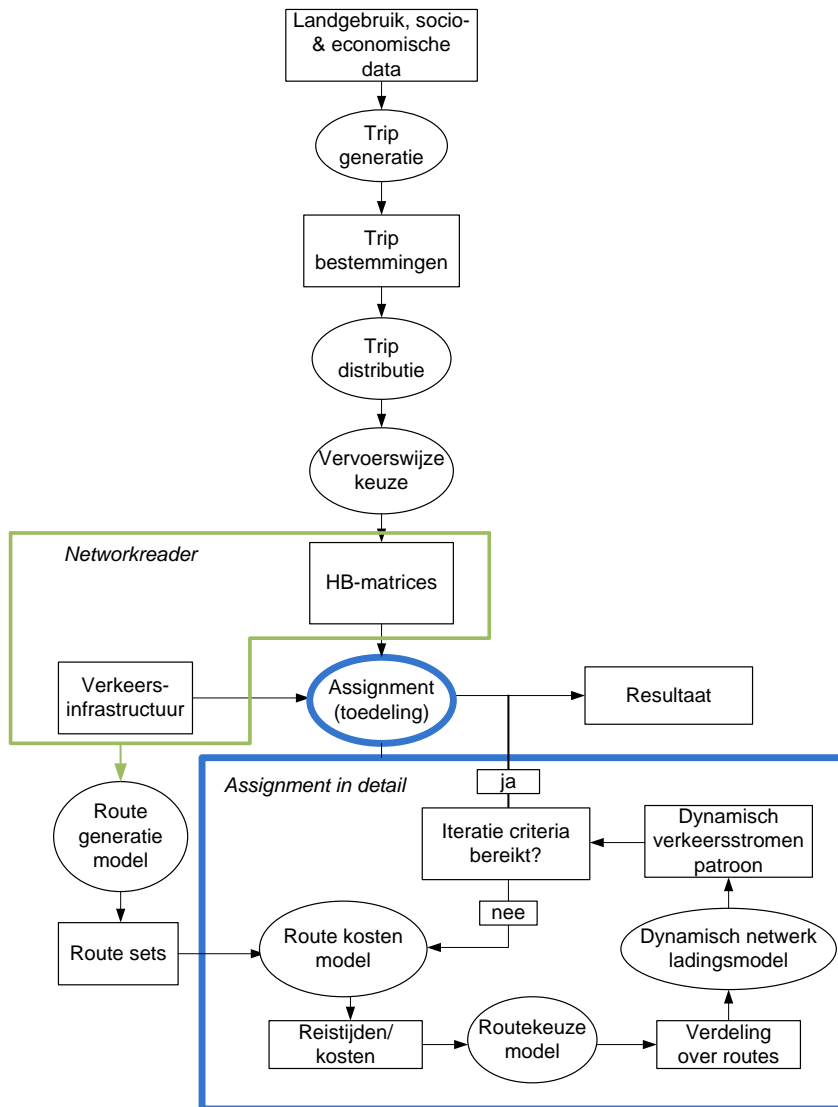 Landgebruik, socio-
& economische
data
Trip
generatie
Trip
bestemmingen
Trip
distributie
Vervoerswijze
keuze
Networkreader
HB-matrices
Verkeers-
infrastructuur
Assignment
(toedeling)
Resultaat
Assignment in detail
ja
Route
generatie
model
Iteratie criteria
bereikt?
Dynamisch
verkeersstromen
patroon
nee
Route sets
Route kosten
model
Dynamisch netwerk
ladingsmodel
Reistijden/
kosten
Routekeuze
model
Verdeling
over routes